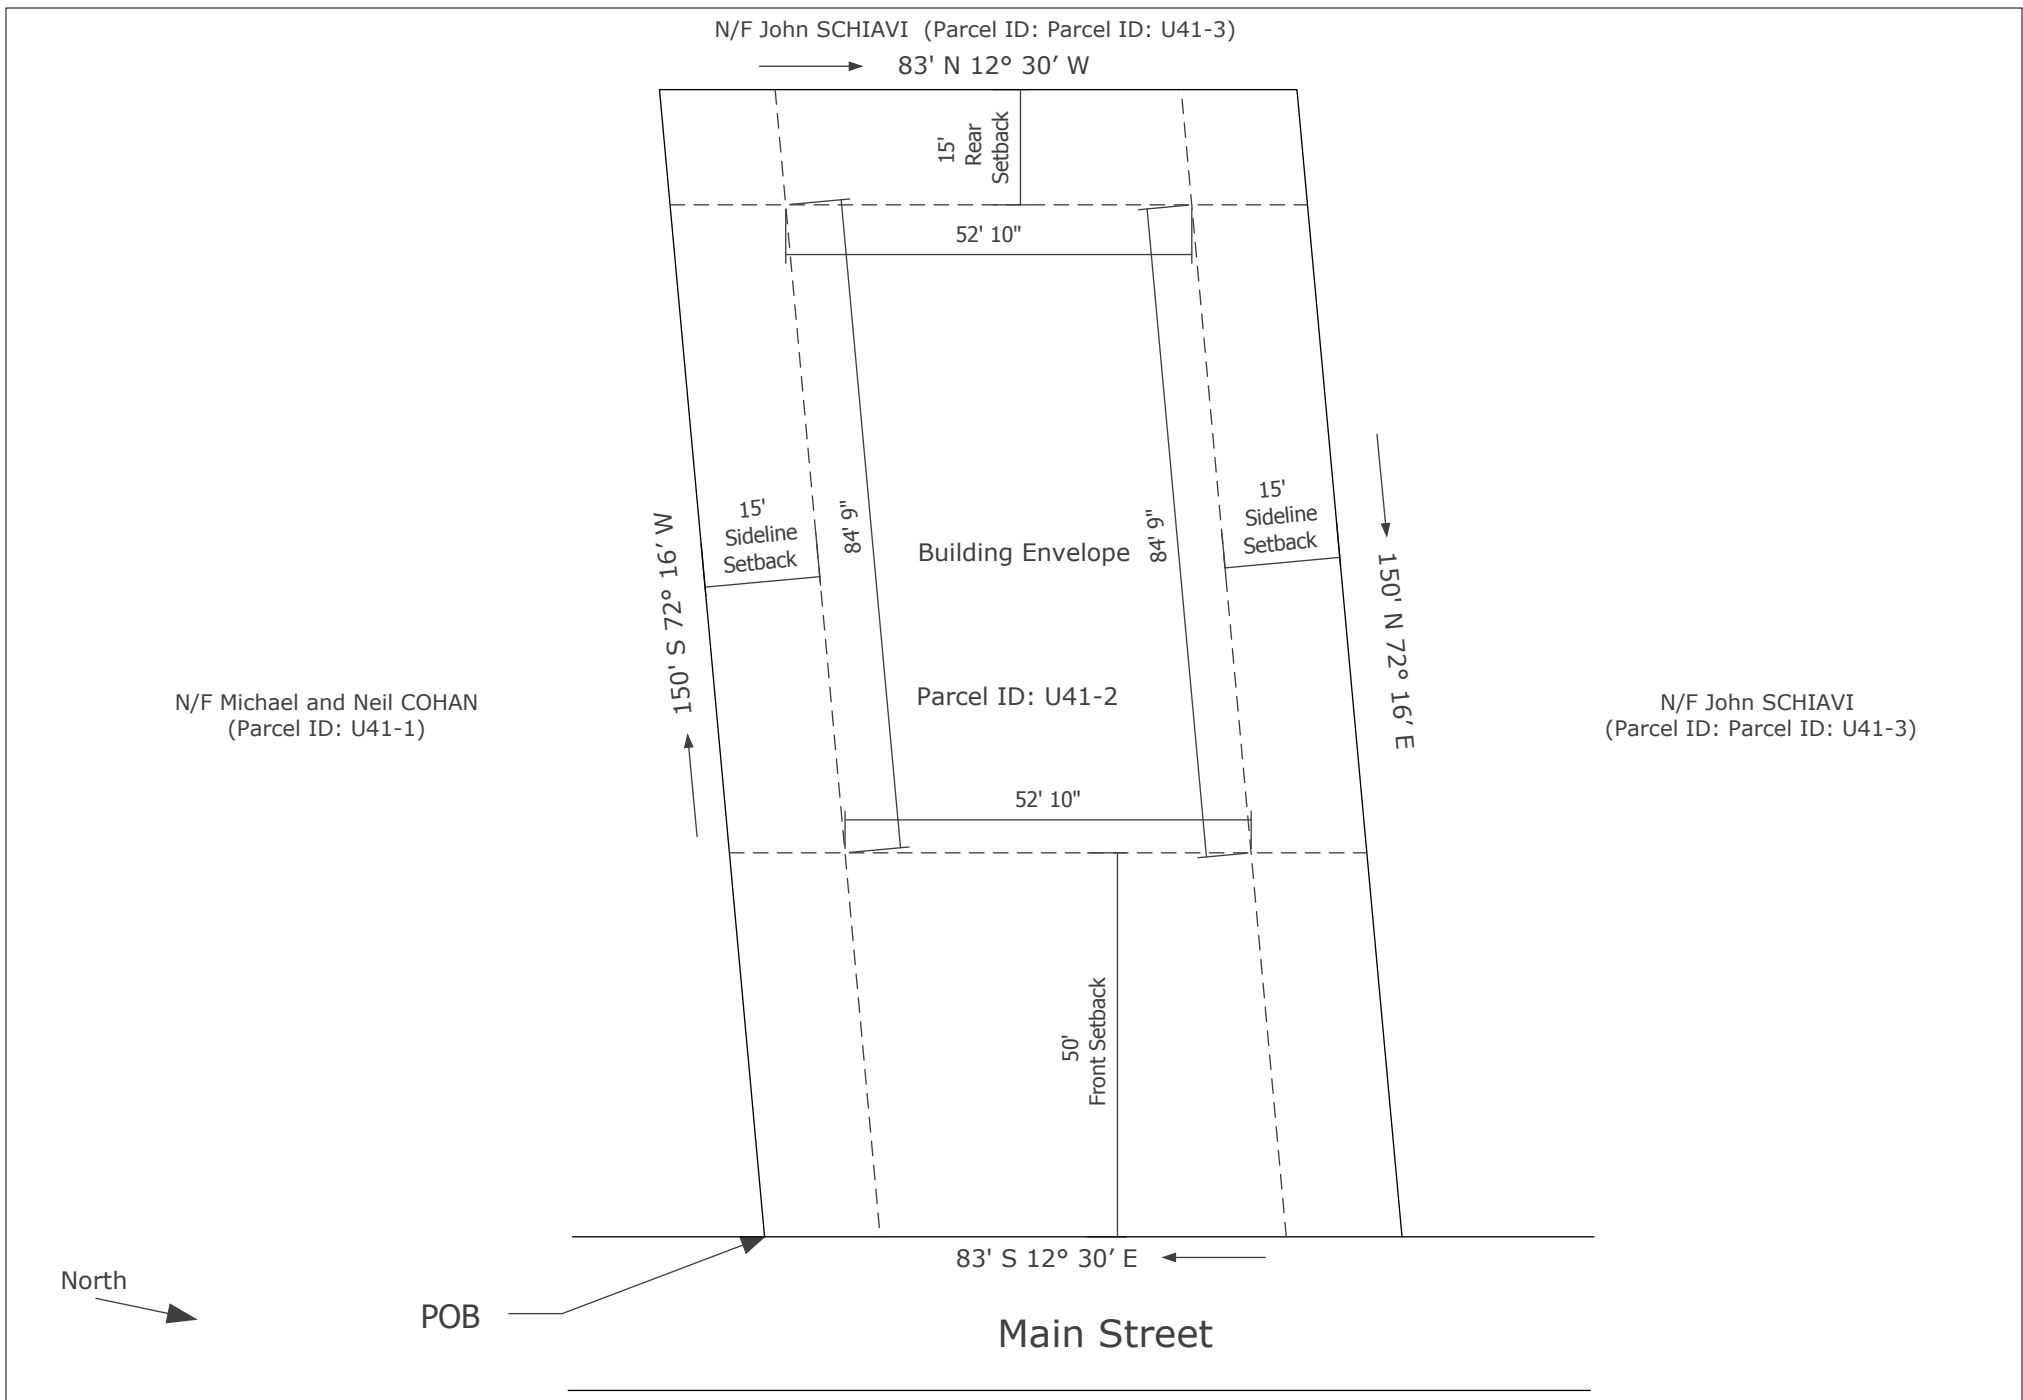 N/F John SCHIAVI (Parcel ID: Parcel ID: U41-3)
83' N 12° 30′ W
15'
Rear
Setback
52' 10"
15'
Sideline
Setback
84' 9"
Building Envelope
84' 9"
15'
Sideline
Setback
150' S 72° 16′ W
150' N 72° 16′ E
N/F Michael and Neil COHAN
(Parcel ID: U41-1)
Parcel ID: U41-2
N/F John SCHIAVI
(Parcel ID: Parcel ID: U41-3)
52' 10"
50'
Front Setback
83' S 12° 30′ E
North
POB
Main Street